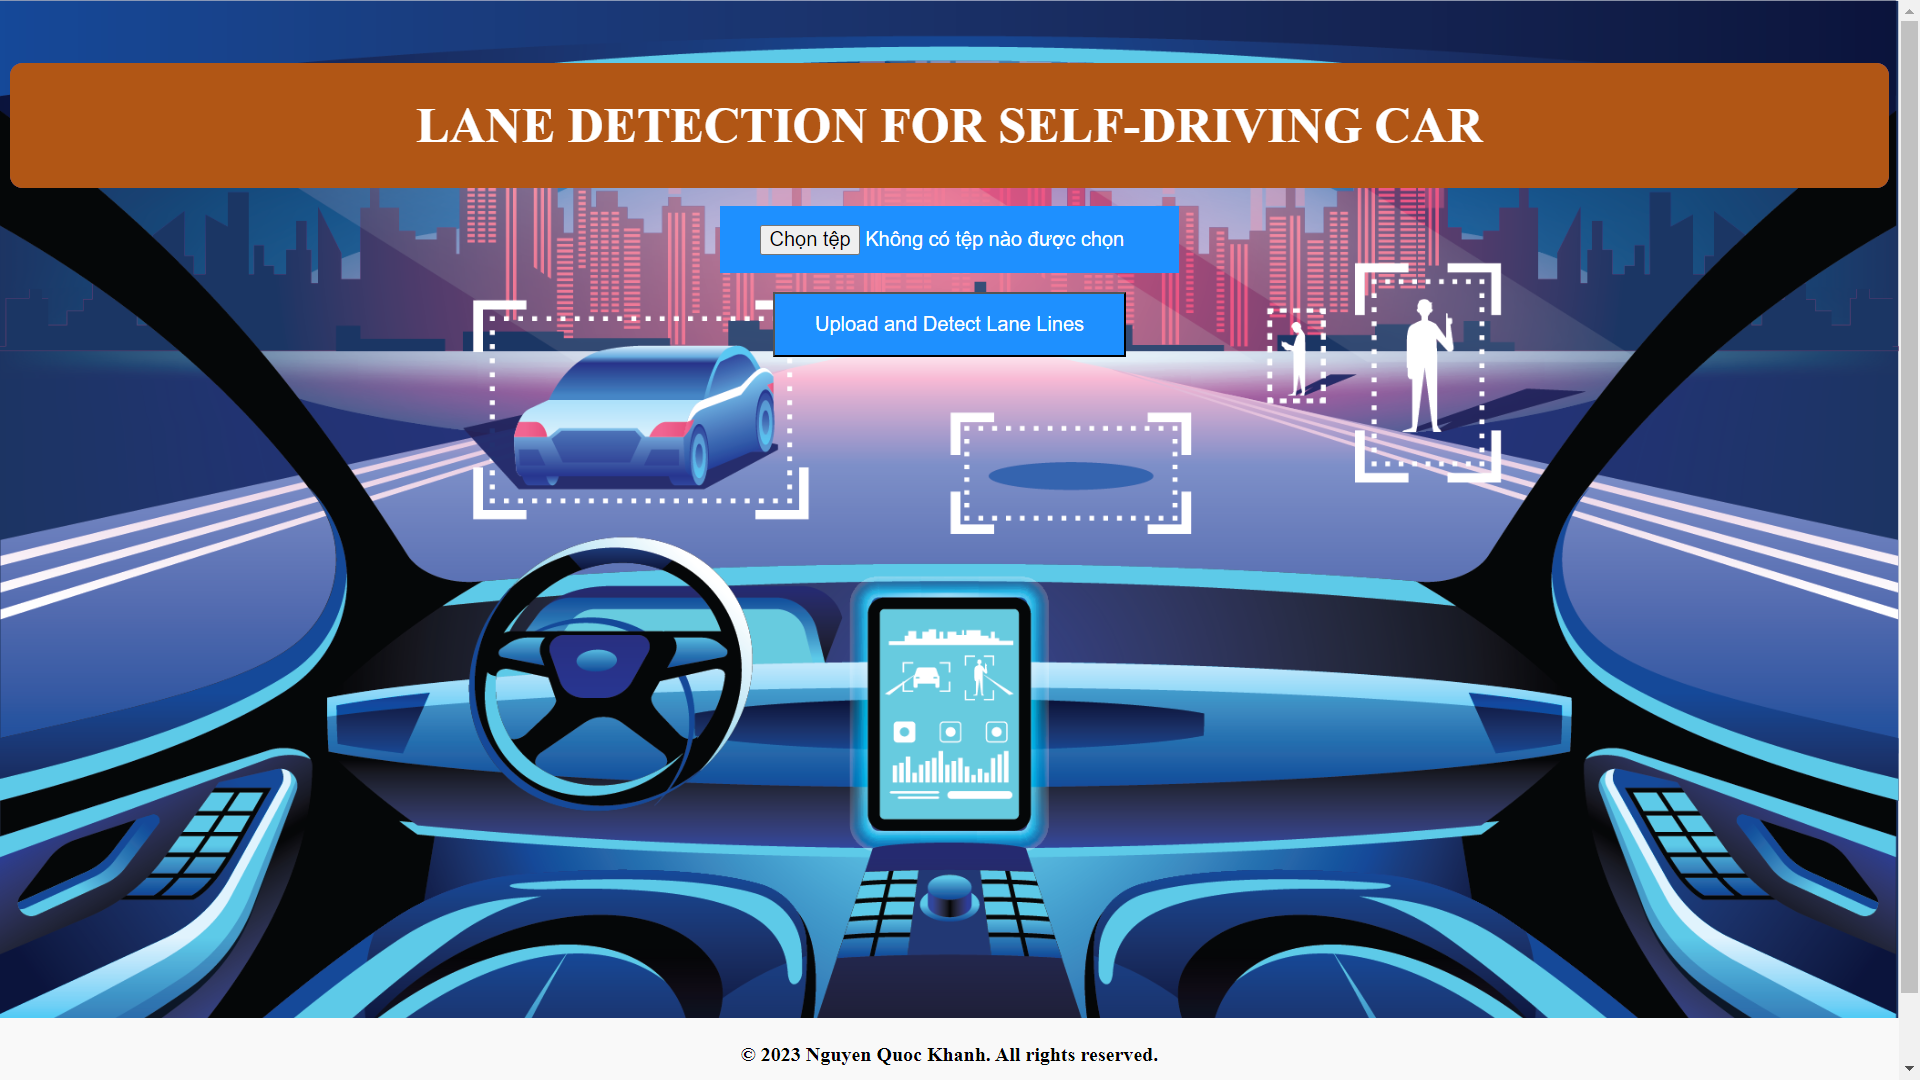 LANE DETECTION FOR SELF-DRIVING CAR
Chọn tệp Không có tệp nào được chọn
Upload and Detect Lane Lines
© 2023 Nguyen Quoc Khanh. All rights reserved.